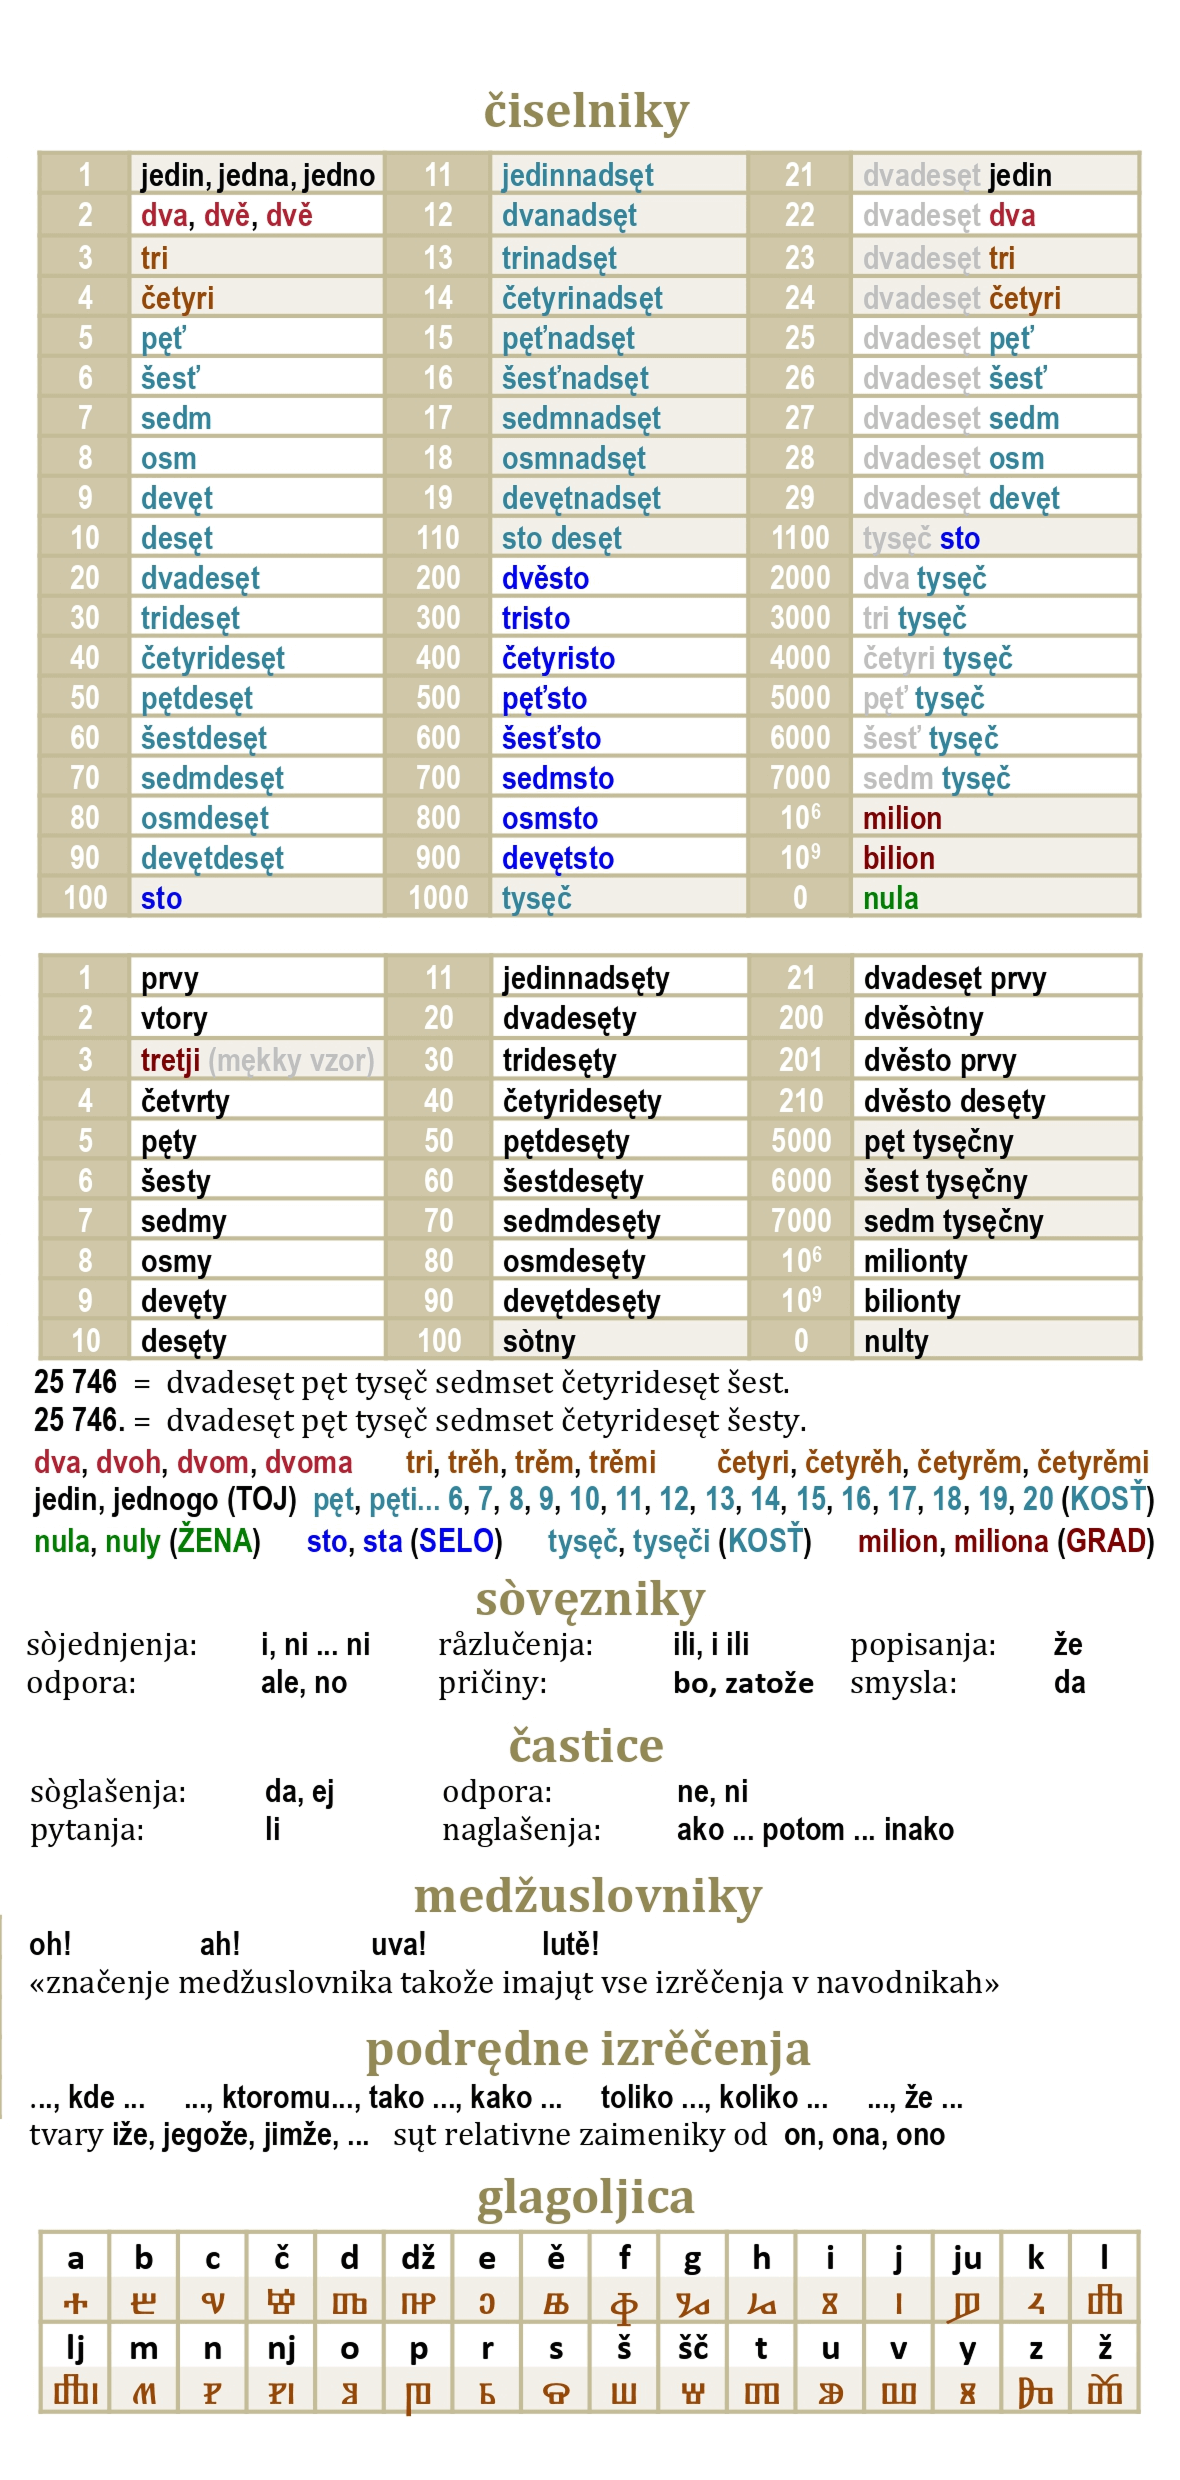 čiselniky
1 jedin, jedna, jedno 11 jedinnadsęt 21 dvadesęt jedin
2 dva, dvě, dvě 12 dvanadsęt 22 dvadesęt dva
3 tri 13 trinadsęt 23 dvadesęt tri
4 četyri 14 četyrinadsęt 24 dvadesęt četyri
5 pęť 15 pęťnadsęt 25 dvadesęt pęť
6 šesť 16 šesťnadsęt 26 dvadesęt šesť
7 sedm 17 sedmnadsęt 27 dvadesęt sedm
8 osm 18 osmnadsęt 28 dvadesęt osm
9 devęt 19 devętnadsęt 29 dvadesęt devęt
10 desęt 110 sto desęt 1100 tysęč sto
20 dvadesęt 200 dvěsto 2000 dva tysęč
30 tridesęt 300 tristo 3000 tri tysęč
40 četyridesęt 400 četyristo 4000 četyri tysęč
50 pętdesęt 500 pęťsto 5000 pęť tysęč
60 šestdesęt 600 šesťsto 6000 šesť tysęč
70 sedmdesęt 700 sedmsto 7000 sedm tysęč
80 osmdesęt 800 osmsto 10⁶ milion
90 devętdesęt 900 devętsto 10⁹ bilion
100 sto 1000 tysęč 0 nula
1 prvy 11 jedinnadsęty 21 dvadesęt prvy
2 vtory 20 dvadesęty 200 dvěsòtny
3 tretji (mękky vzor) 30 tridesęty 201 dvěsto prvy
4 četvrty 40 četyridesęty 210 dvěsto desęty
5 pęty 50 pętdesęty 5000 pęt tysęčny
6 šesty 60 šestdesęty 6000 šest tysęčny
7 sedmy 70 sedmdesęty 7000 sedm tysęčny
8 osmy 80 osmdesęty 10⁶ milionty
9 devęty 90 devętdesęty 10⁹ bilionty
10 desęty 100 sòtny 0 nulty
25 746 = dvadesęt pęt tysęč sedmset četyridesęt šest.
25 746. = dvadesęt pęt tysęč sedmset četyridesęt šesty.
dva, dvoh, dvom, dvoma tri, trěh, trěm, trěmi četyri, četyrěh, četyrěm, četyrěmi
jedin, jednogo (TOJ) pęt, pęti... 6, 7, 8, 9, 10, 11, 12, 13, 14, 15, 16, 17, 18, 19, 20 (KOSŤ)
nula, nuly (ŽENA) sto, sta (SELO) tysęč, tysęči (KOSŤ) milion, miliona (GRAD)
sòvęzniky
sòjednjenja: i, ni ... ni råzlučenja: ili, i ili popisanja: že
odpora: ale, no pričiny: bo, zatože smysla: da
častice
sòglašenja: da, ej odpora: ne, ni
pytanja: li naglašenja: ako ... potom ... inako
medžuslovniky
oh! ah! uva! lutě!
«značenje medžuslovnika takože imajųt vse izrěčenja v navodnikah»
podrędne izrěčenja
..., kde ... ..., ktoromu..., tako ..., kako ... toliko ..., koliko ... ..., že ...
tvary iže, jegože, jimže, ... sųt relativne zaimeniky od on, ona, ono
glagoljica
a b c č d dž e ě f g h i j ju k l
ⰰ ⰱ ⱌ ⱍ ⰴ ⰼ ⰵ ⱑ ⱇ ⰳ ⱈ ⰻ ⰹ ⱓ ⰽ ⰾ
lj m n nj o p r s š šč t u v y z ž
ⰾⰹ ⰿ ⱀ ⱀⰹ ⱁ ⱂ ⱃ ⱄ ⱎ ⱋ ⱅ ⱆ ⰲ ⰺ ⰸ ⰶ